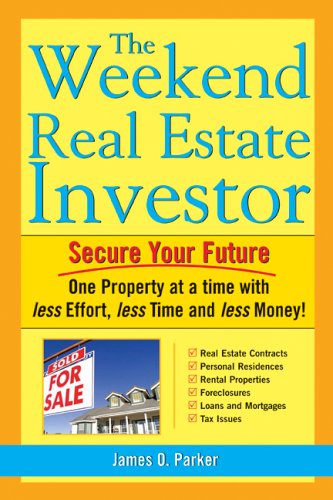 The
Weekend
Real Estate
Investor
Secure Your Future
One Property at a time with
less Effort, less Time and less Money!
SOLD
FOR
SALE
Real Estate Contracts
Personal Residences
Rental Properties
Foreclosures
Loans and Mortgages
Tax Issues
James O. Parker